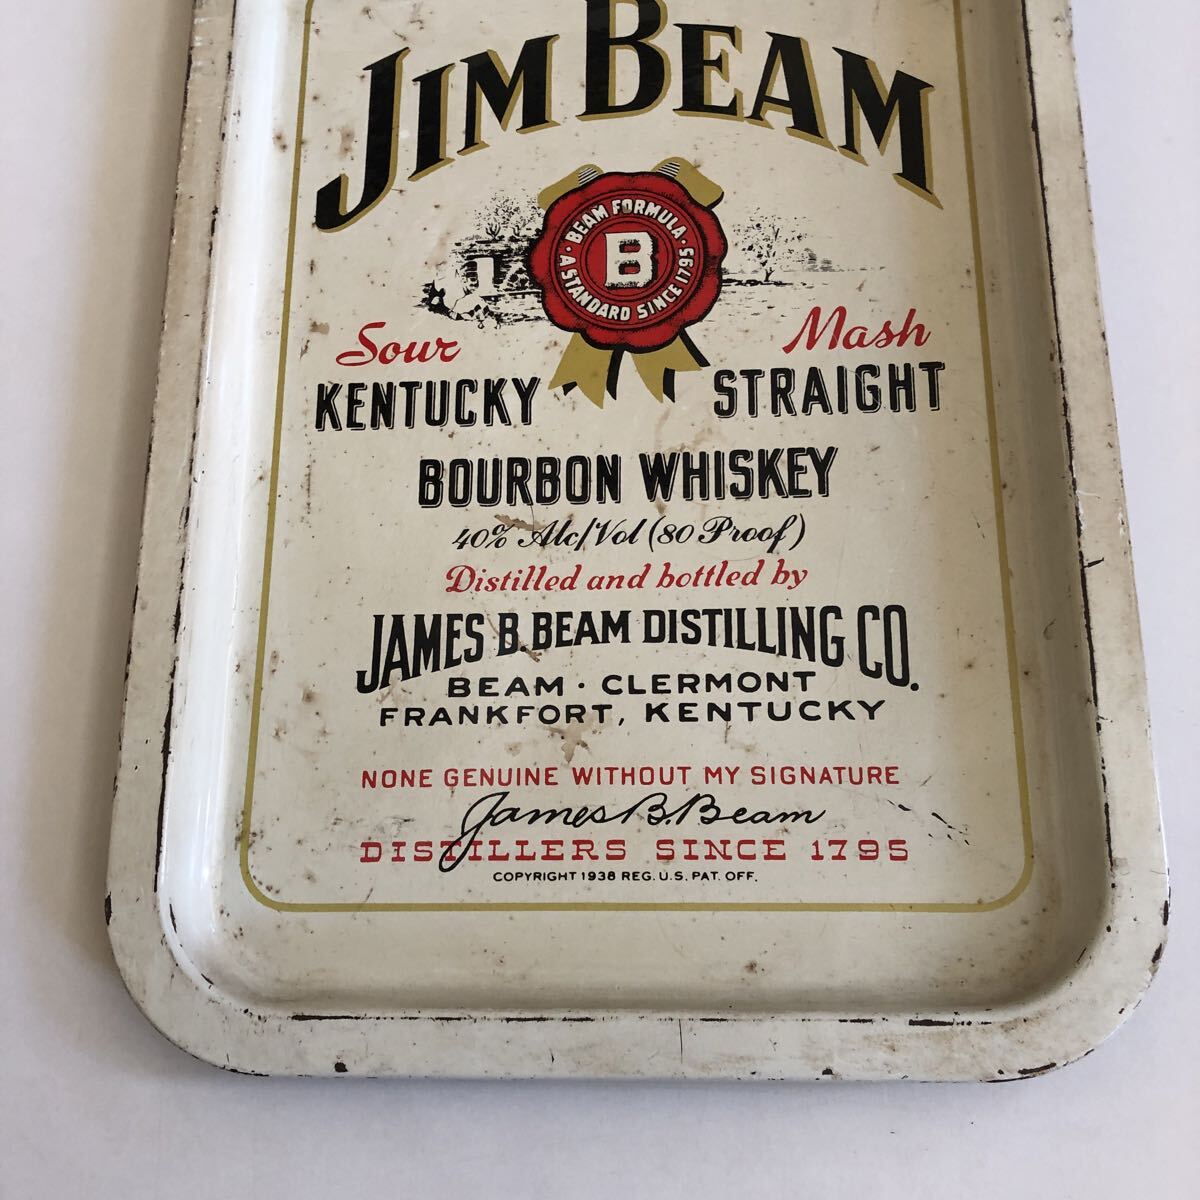 JIM BEAM
BEAM FORMULA
B
A STANDARD SINCE 1795
Sour Mash
KENTUCKY STRAIGHT
BOURBON WHISKEY
40% Alc/Vol (80 Proof)
Distilled and bottled by
JAMES B. BEAM DISTILLING CO.
BEAM · CLERMONT
FRANKFORT, KENTUCKY
NONE GENUINE WITHOUT MY SIGNATURE
James B. Beam
DISTILLERS SINCE 1795
COPYRIGHT 1938 REG. U.S. PAT. OFF.